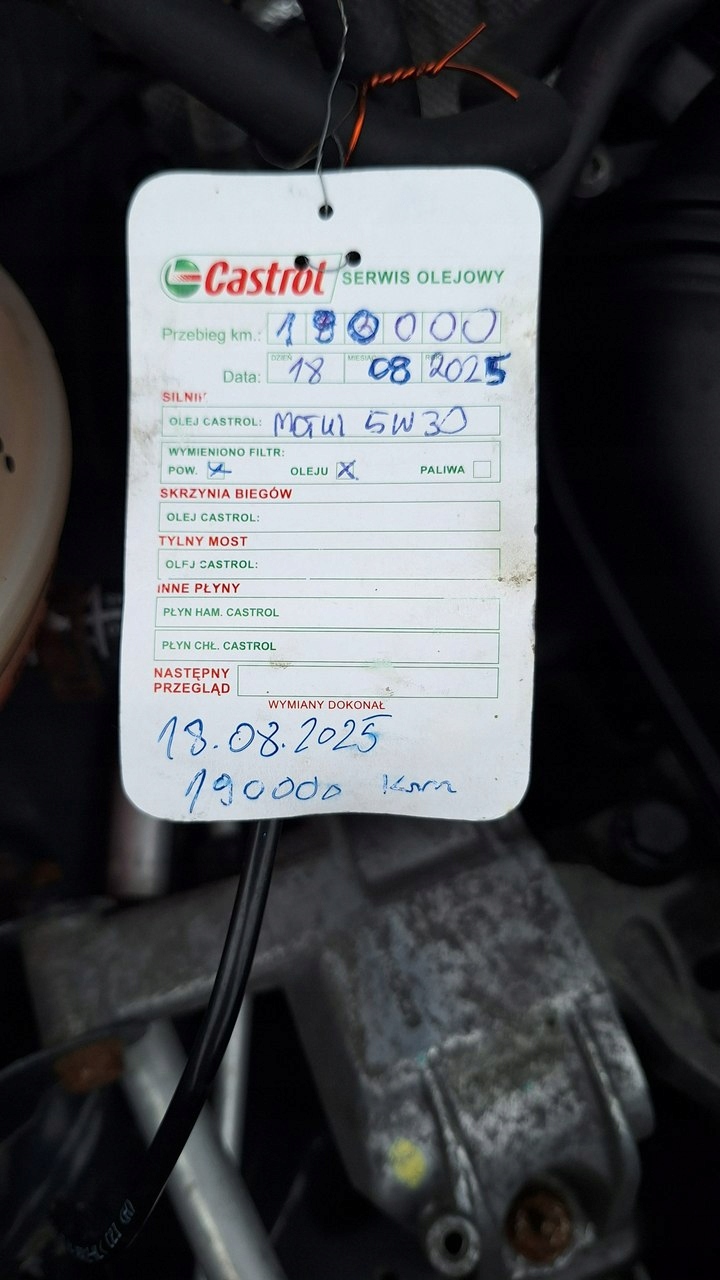 Castrol SERWIS OLEJOWY
Przebieg km.: 190000
DZIEŃ MIESIĄC ROK
Data: 18 08 2025
SILNIK
OLEJ CASTROL: MOTUL 5W30
WYMIENIONO FILTR:
POW. X OLEJU X PALIWA
SKRZYNIA BIEGÓW
OLEJ CASTROL:
TYLNY MOST
OLEJ CASTROL:
INNE PŁYNY
PŁYN HAM. CASTROL
PŁYN CHŁ. CASTROL
NASTĘPNY
PRZEGLĄD
WYMIANY DOKONAŁ
18.08.2025
190000